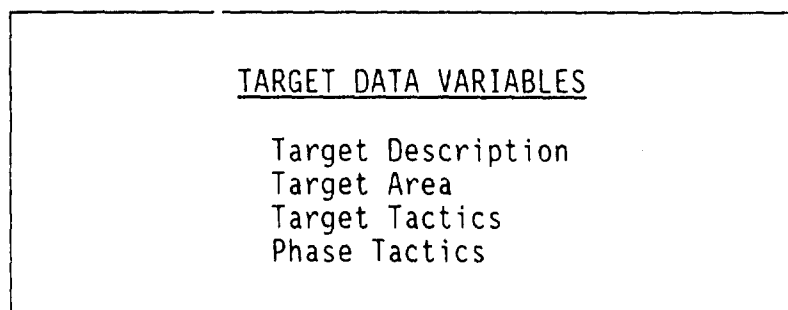 TARGET DATA VARIABLES
Target Description
Target Area
Target Tactics
Phase Tactics